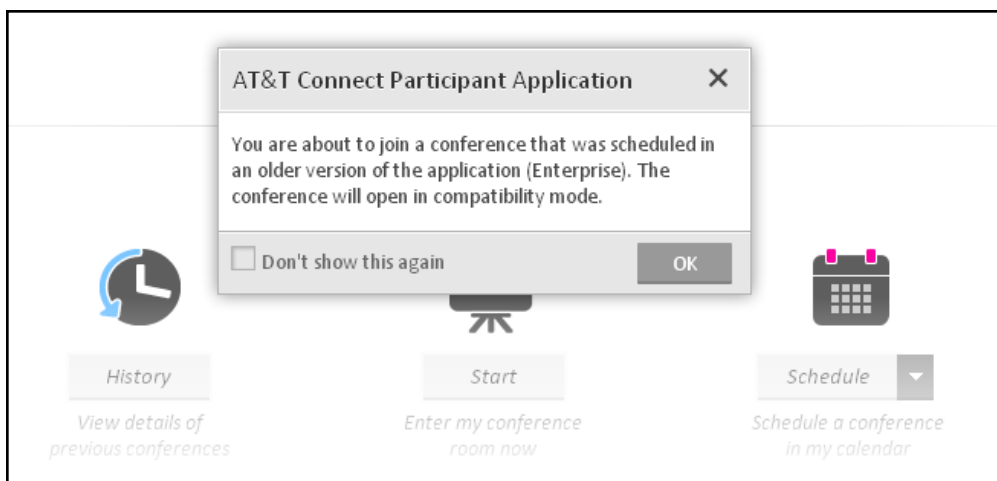 AT&T Connect Participant Application
You are about to join a conference that was scheduled in
an older version of the application (Enterprise). The
conference will open in compatibility mode.
Don't show this again
OK
History
Start
Schedule
View details of
previous conferences
Enter my conference
room now
Schedule a conference
in my calendar